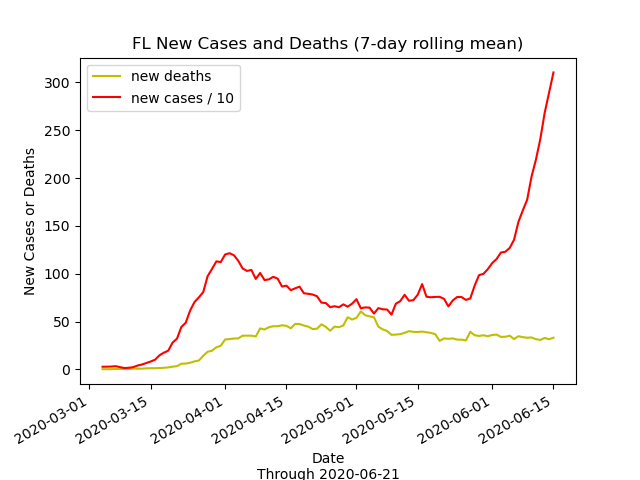 FL New Cases and Deaths (7-day rolling mean)
new deaths
new cases / 10
New Cases or Deaths
300
250
200
150
100
50
0
2020-03-01
2020-03-15
2020-04-01
2020-04-15
2020-05-01
2020-05-15
2020-06-01
2020-06-15
Date
Through 2020-06-21